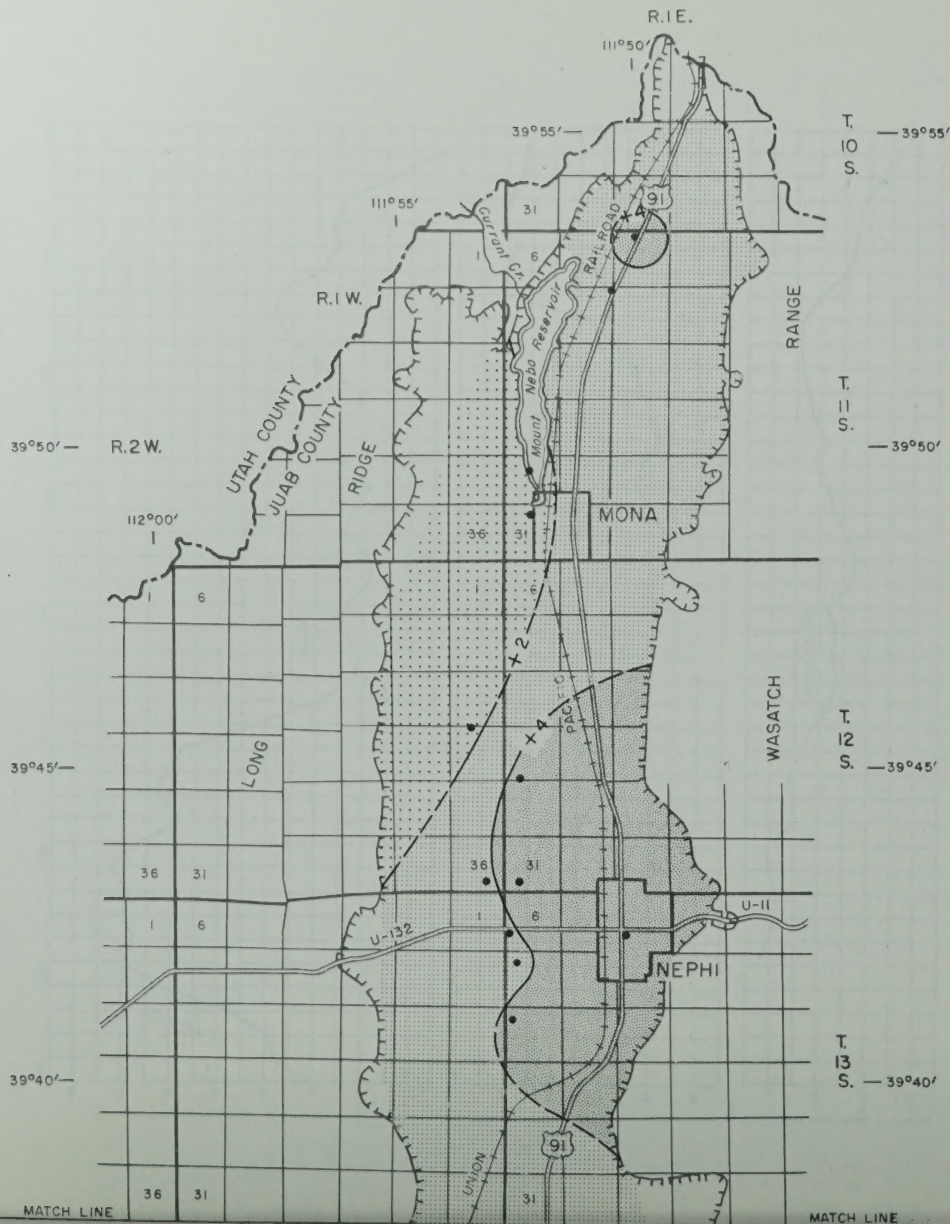 R.1E.
111°50'
39°55'
T.
10
S.
39°55'
111°55'
31
91
+4
RAILROAD
Currant Cr.
1
6
R.1 W.
RANGE
Mount Nebo Reservoir
UTAH COUNTY
JUAB COUNTY
T.
11
S.
39°50'
R.2 W.
RIDGE
39°50'
112°00'
MONA
36
31
1
6
1
6
+2
PACIFIC
+4
WASATCH
T.
12
S.
39°45'
LONG
39°45'
36
31
36
31
1
6
1
6
U-132
U-11
NEPHI
T.
13
S.
39°40'
39°40'
91
UNION
36
31
31
MATCH LINE
MATCH LINE